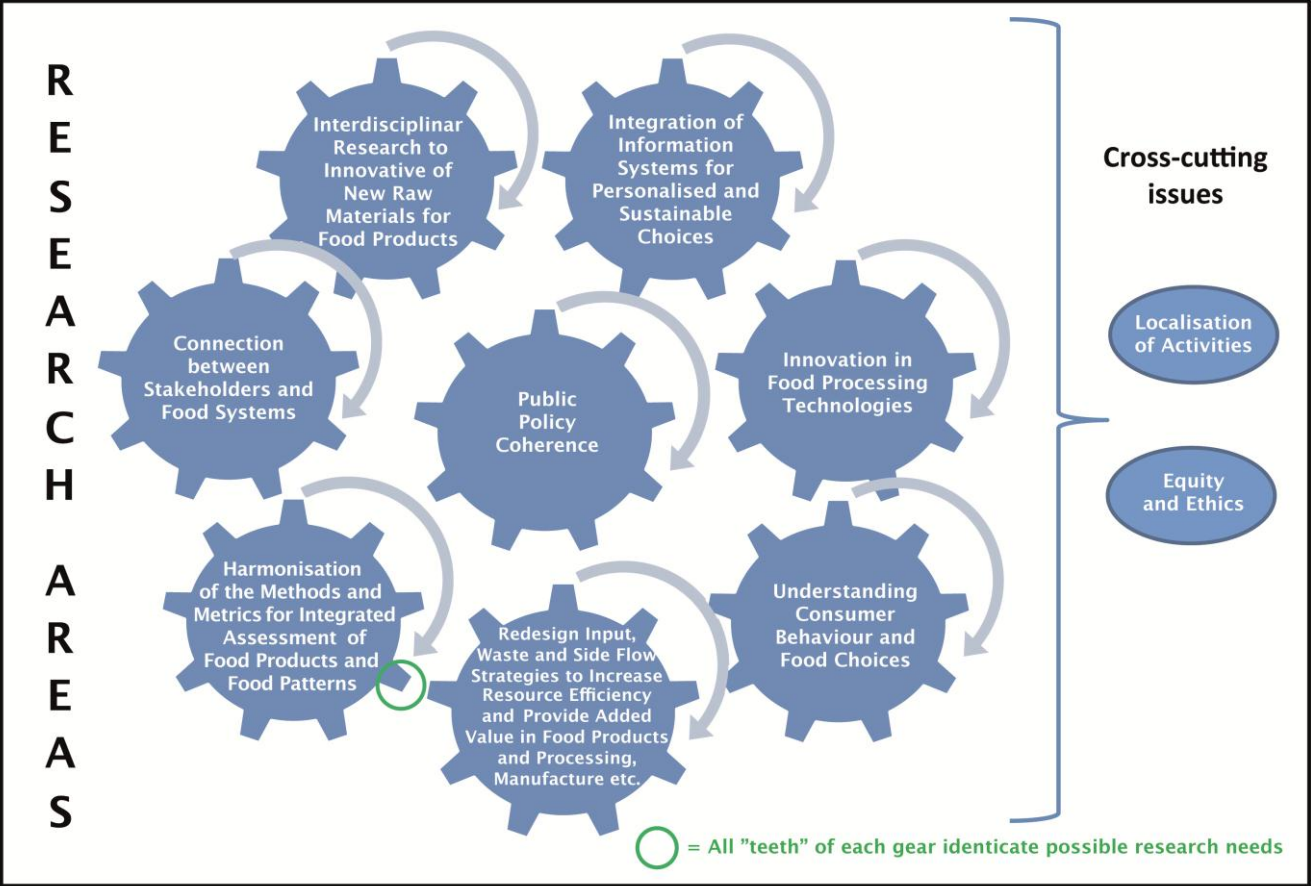 RESEARCH AREAS
Interdisciplinar
Research to
Innovative of
New Raw
Materials for
Food Products
Integration of
Information
Systems for
Personalised and
Sustainable
Choices
Connection
between
Stakeholders and
Food Systems
Public
Policy
Coherence
Innovation in
Food Processing
Technologies
Harmonisation
of the Methods and
Metrics for Integrated
Assessment of
Food Products and
Food Patterns
Redesign Input,
Waste and Side Flow
Strategies to Increase
Resource Efficiency
and Provide Added
Value in Food Products
and Processing,
Manufacture etc.
Understanding
Consumer
Behaviour and
Food Choices
Cross-cutting
issues
Localisation
of Activities
Equity
and Ethics
= All ”teeth” of each gear identicate possible research needs